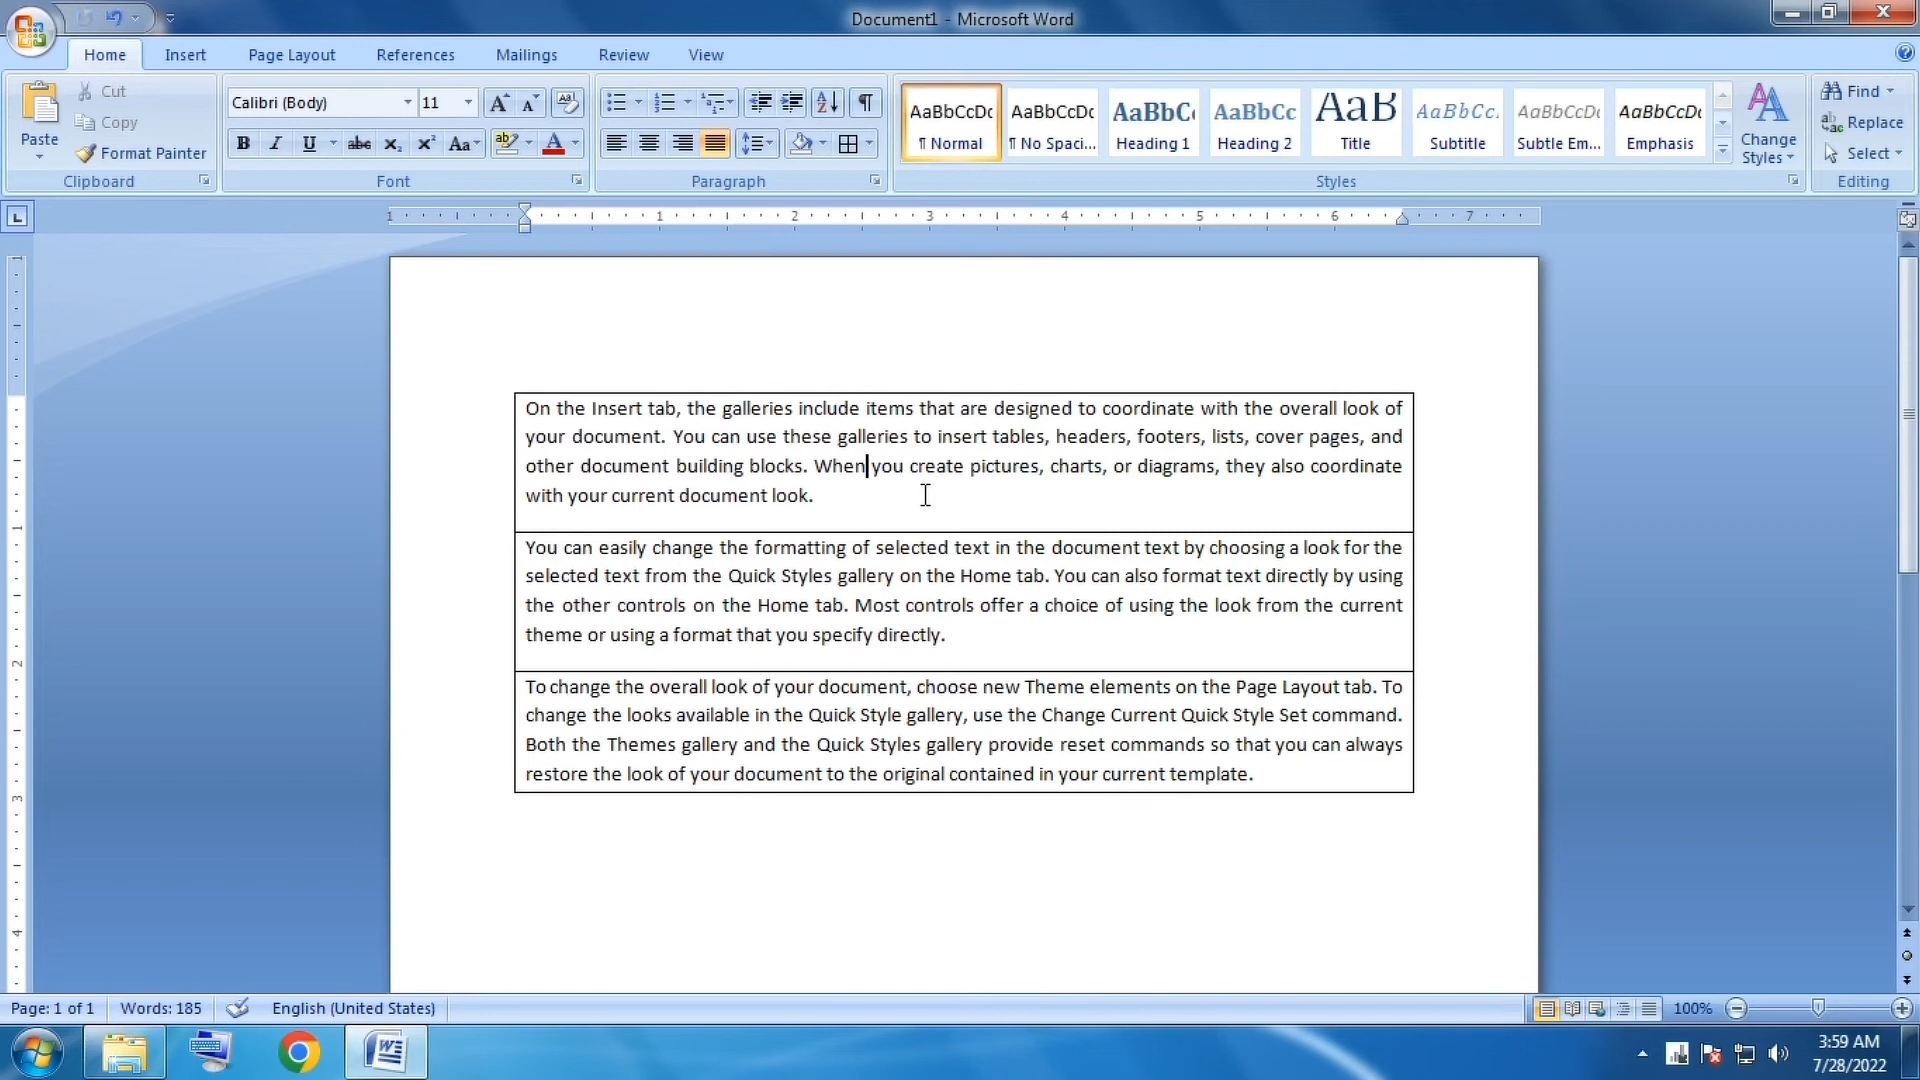 Document1 - Microsoft Word
Home Insert Page Layout References Mailings Review View
Paste
Cut
Copy
Format Painter
Clipboard
Calibri (Body) 11
Font
Paragraph
AaBbCcDc AaBbCcDc AaBbC AaBbCc AaB AaBbCc. AaBbCcDc AaBbCcDc
¶ Normal ¶ No Spaci... Heading 1 Heading 2 Title Subtitle Subtle Em... Emphasis
Change
Styles
Styles
Find
Replace
Select
Editing
1 1 2 3 4 5 6 7
On the Insert tab, the galleries include items that are designed to coordinate with the overall look of
your document. You can use these galleries to insert tables, headers, footers, lists, cover pages, and
other document building blocks. When you create pictures, charts, or diagrams, they also coordinate
with your current document look.
You can easily change the formatting of selected text in the document text by choosing a look for the
selected text from the Quick Styles gallery on the Home tab. You can also format text directly by using
the other controls on the Home tab. Most controls offer a choice of using the look from the current
theme or using a format that you specify directly.
To change the overall look of your document, choose new Theme elements on the Page Layout tab. To
change the looks available in the Quick Style gallery, use the Change Current Quick Style Set command.
Both the Themes gallery and the Quick Styles gallery provide reset commands so that you can always
restore the look of your document to the original contained in your current template.
Page: 1 of 1 Words: 185 English (United States) 100%
3:59 AM
7/28/2022